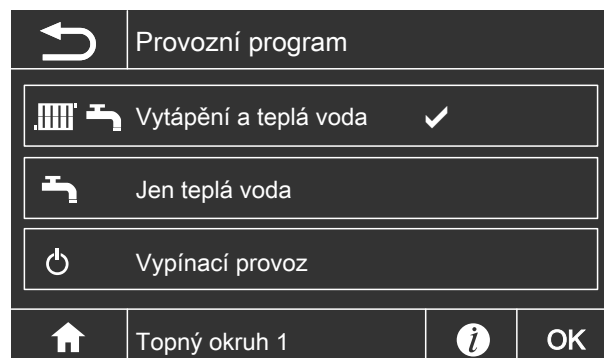 Provozní program
Vytápění a teplá voda
Jen teplá voda
Vypínací provoz
Topný okruh 1
i
OK